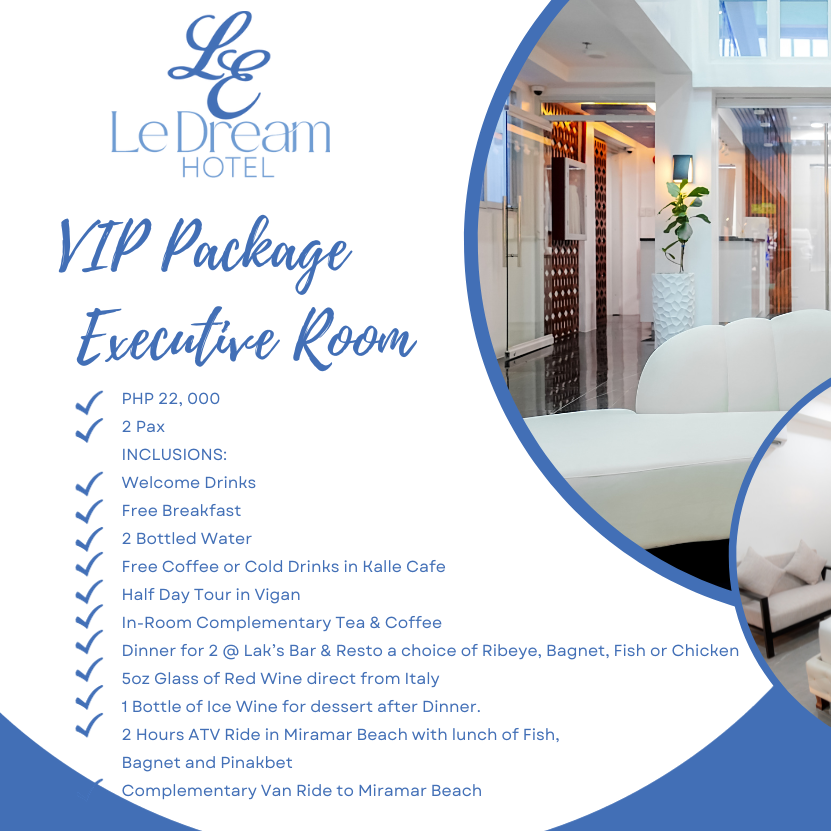 LE
Le Dream
HOTEL
VIP Package
Executive Room
PHP 22, 000
2 Pax
INCLUSIONS:
Welcome Drinks
Free Breakfast
2 Bottled Water
Free Coffee or Cold Drinks in Kalle Cafe
Half Day Tour in Vigan
In-Room Complementary Tea & Coffee
Dinner for 2 @ Lak's Bar & Resto a choice of Ribeye, Bagnet, Fish or Chicken
5oz Glass of Red Wine direct from Italy
1 Bottle of Ice Wine for dessert after Dinner.
2 Hours ATV Ride in Miramar Beach with lunch of Fish,
Bagnet and Pinakbet
Complementary Van Ride to Miramar Beach